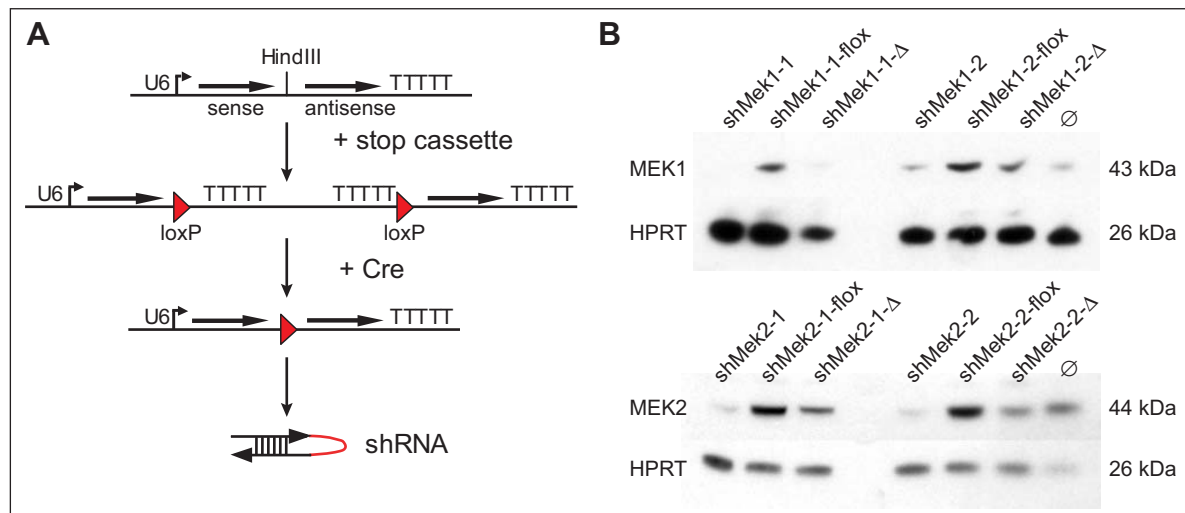 A
HindIII
U6 TTTTT
sense antisense
+ stop cassette
U6 TTTTT TTTTT TTTTT
loxP loxP
+ Cre
U6 TTTTT
shRNA
B
shMek1-1 shMek1-1-flox shMek1-1-Δ shMek1-2 shMek1-2-flox shMek1-2-Δ ∅
MEK1 43 kDa
HPRT 26 kDa
shMek2-1 shMek2-1-flox shMek2-1-Δ shMek2-2 shMek2-2-flox shMek2-2-Δ ∅
MEK2 44 kDa
HPRT 26 kDa